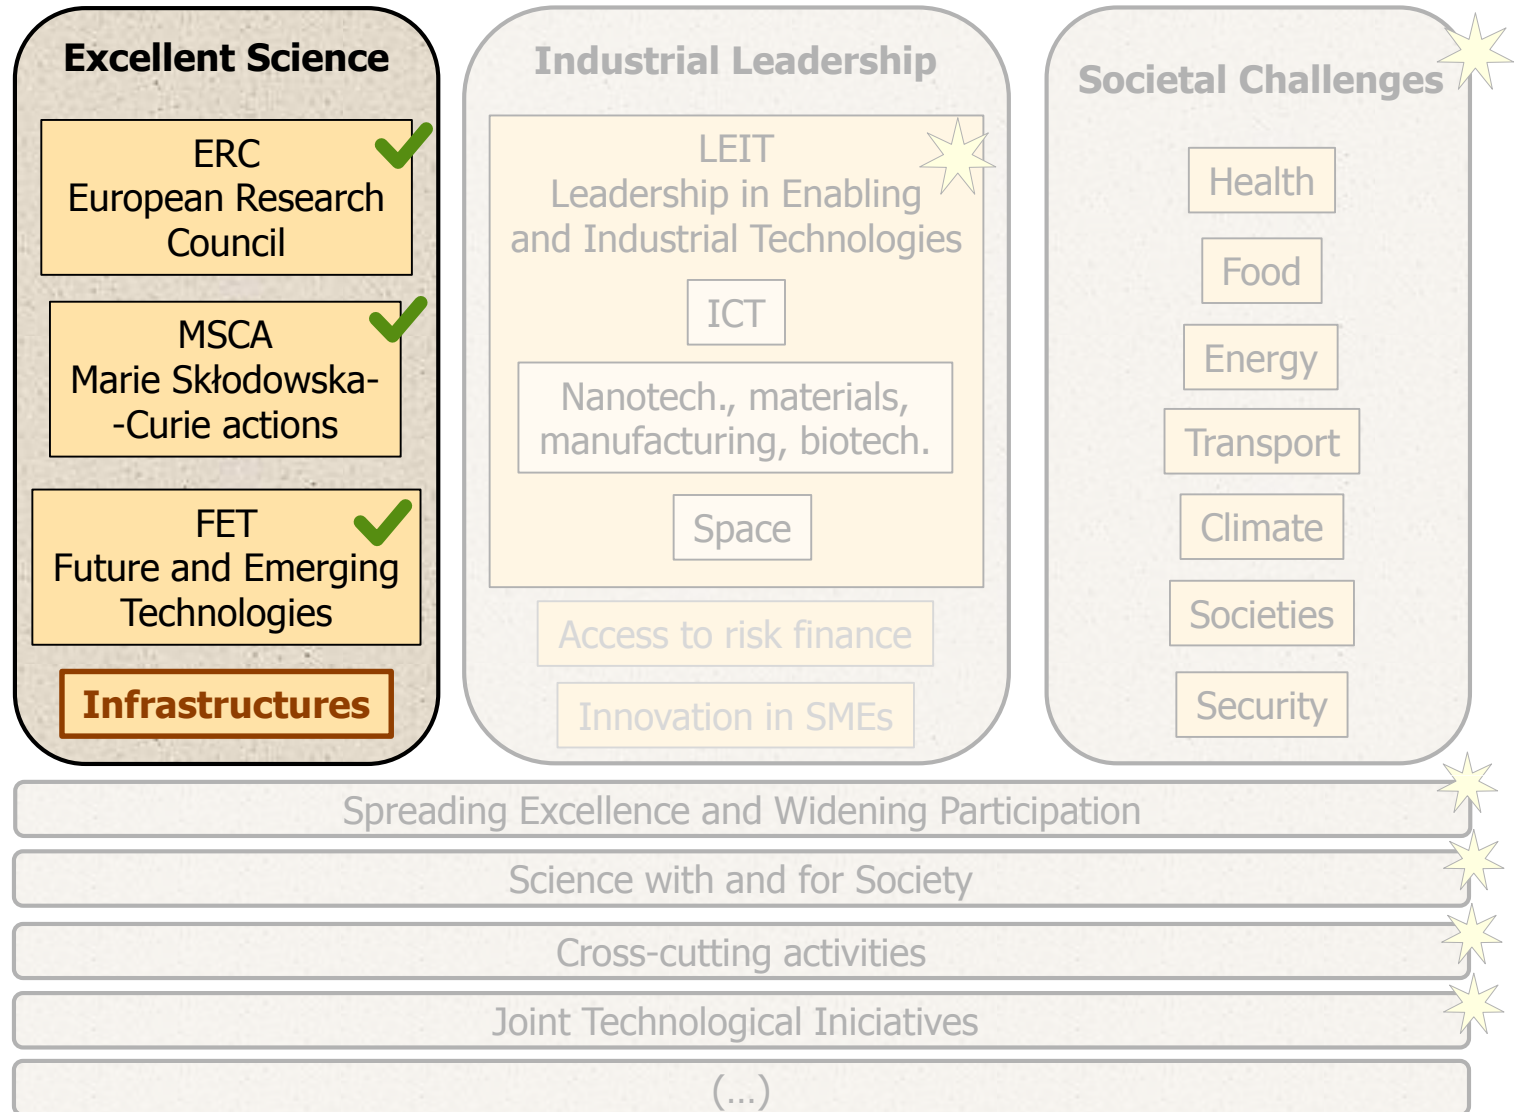 Excellent Science
ERC
European Research
Council
MSCA
Marie Skłodowska-
-Curie actions
FET
Future and Emerging
Technologies
Infrastructures
Industrial Leadership
LEIT
Leadership in Enabling
and Industrial Technologies
ICT
Nanotech., materials,
manufacturing, biotech.
Space
Access to risk finance
Innovation in SMEs
Societal Challenges
Health
Food
Energy
Transport
Climate
Societies
Security
Spreading Excellence and Widening Participation
Science with and for Society
Cross-cutting activities
Joint Technological Iniciatives
(...)